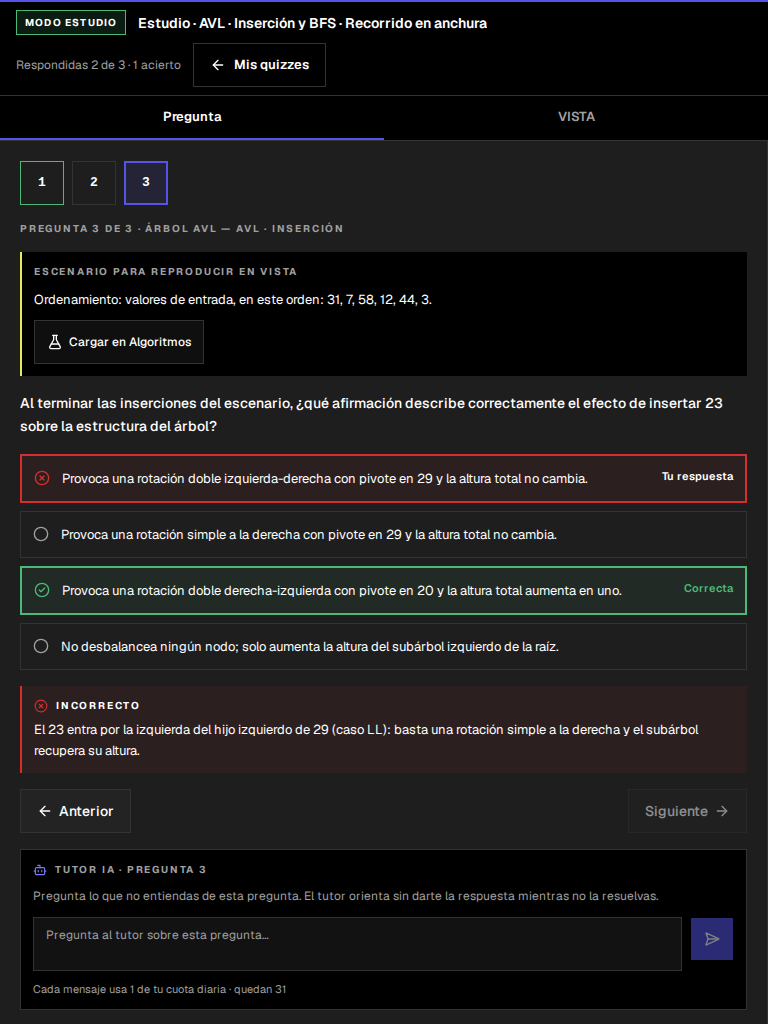 MODO ESTUDIO
Estudio · AVL · Inserción y BFS · Recorrido en anchura
Respondidas 2 de 3 · 1 acierto
Mis quizzes
Pregunta
VISTA
1
2
3
PREGUNTA 3 DE 3 · ÁRBOL AVL — AVL · INSERCIÓN
ESCENARIO PARA REPRODUCIR EN VISTA
Ordenamiento: valores de entrada, en este orden: 31, 7, 58, 12, 44, 3.
Cargar en Algoritmos
Al terminar las inserciones del escenario, ¿qué afirmación describe correctamente el efecto de insertar 23
sobre la estructura del árbol?
Provoca una rotación doble izquierda-derecha con pivote en 29 y la altura total no cambia.
Tu respuesta
Provoca una rotación simple a la derecha con pivote en 29 y la altura total no cambia.
Provoca una rotación doble derecha-izquierda con pivote en 20 y la altura total aumenta en uno.
Correcta
No desbalancea ningún nodo; solo aumenta la altura del subárbol izquierdo de la raíz.
INCORRECTO
El 23 entra por la izquierda del hijo izquierdo de 29 (caso LL): basta una rotación simple a la derecha y el subárbol
recupera su altura.
Anterior
Siguiente
TUTOR IA · PREGUNTA 3
Pregunta lo que no entiendas de esta pregunta. El tutor orienta sin darte la respuesta mientras no la resuelvas.
Pregunta al tutor sobre esta pregunta…
Cada mensaje usa 1 de tu cuota diaria · quedan 31